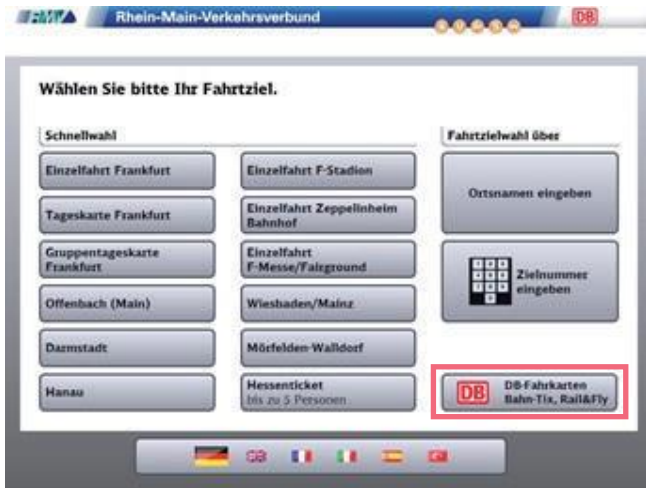 RMV
Rhein-Main-Verkehrsverbund
DB
Wählen Sie bitte Ihr Fahrtziel.
Schnellwahl
Fahrtzielwahl über
Einzelfahrt Frankfurt
Einzelfahrt F-Stadion
Ortsnamen eingeben
Tageskarte Frankfurt
Einzelfahrt Zeppelinheim
Bahnhof
Gruppentageskarte
Frankfurt
Einzelfahrt
F-Messe/Fairground
Zielnummer
eingeben
Offenbach (Main)
Wiesbaden/Mainz
Darmstadt
Mörfelden-Walldorf
Hanau
Hessenticket
bis zu 5 Personen
DB
DB-Fahrkarten
Bahn-Tix, Rail&Fly